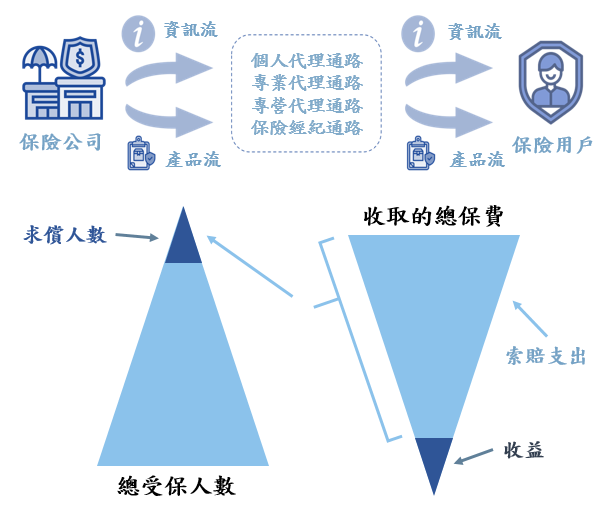 資訊流
資訊流
個人代理通路
專業代理通路
專營代理通路
保險經紀通路
保險公司
保險用戶
產品流
產品流
收取的總保費
求償人數
索賠支出
收益
總受保人數